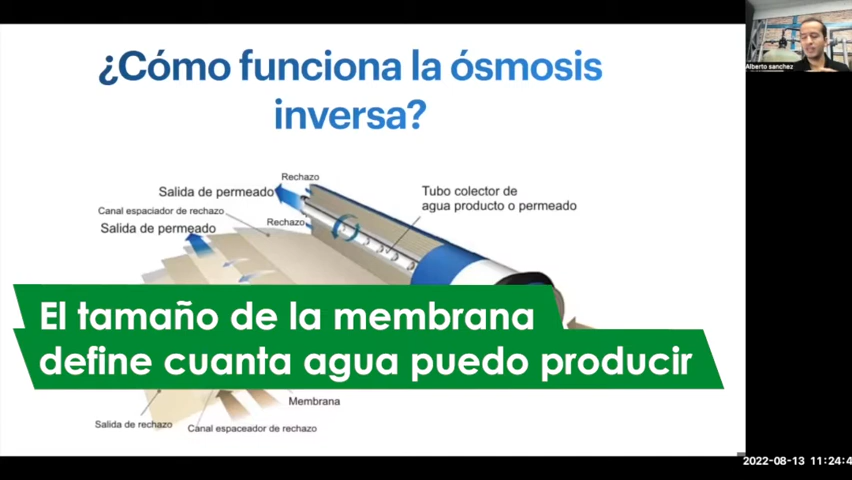 ¿Cómo funciona la ósmosis
inversa?
Alberto sanchez
Rechazo
Salida de permeado
Tubo colector de
agua producto o permeado
Canal espaciador de rechazo
Rechazo
Salida de permeado
El tamaño de la membrana
define cuanta agua puedo producir
Membrana
Salida de rechazo
Canal espaceador de rechazo
2022-08-13 11:24:4